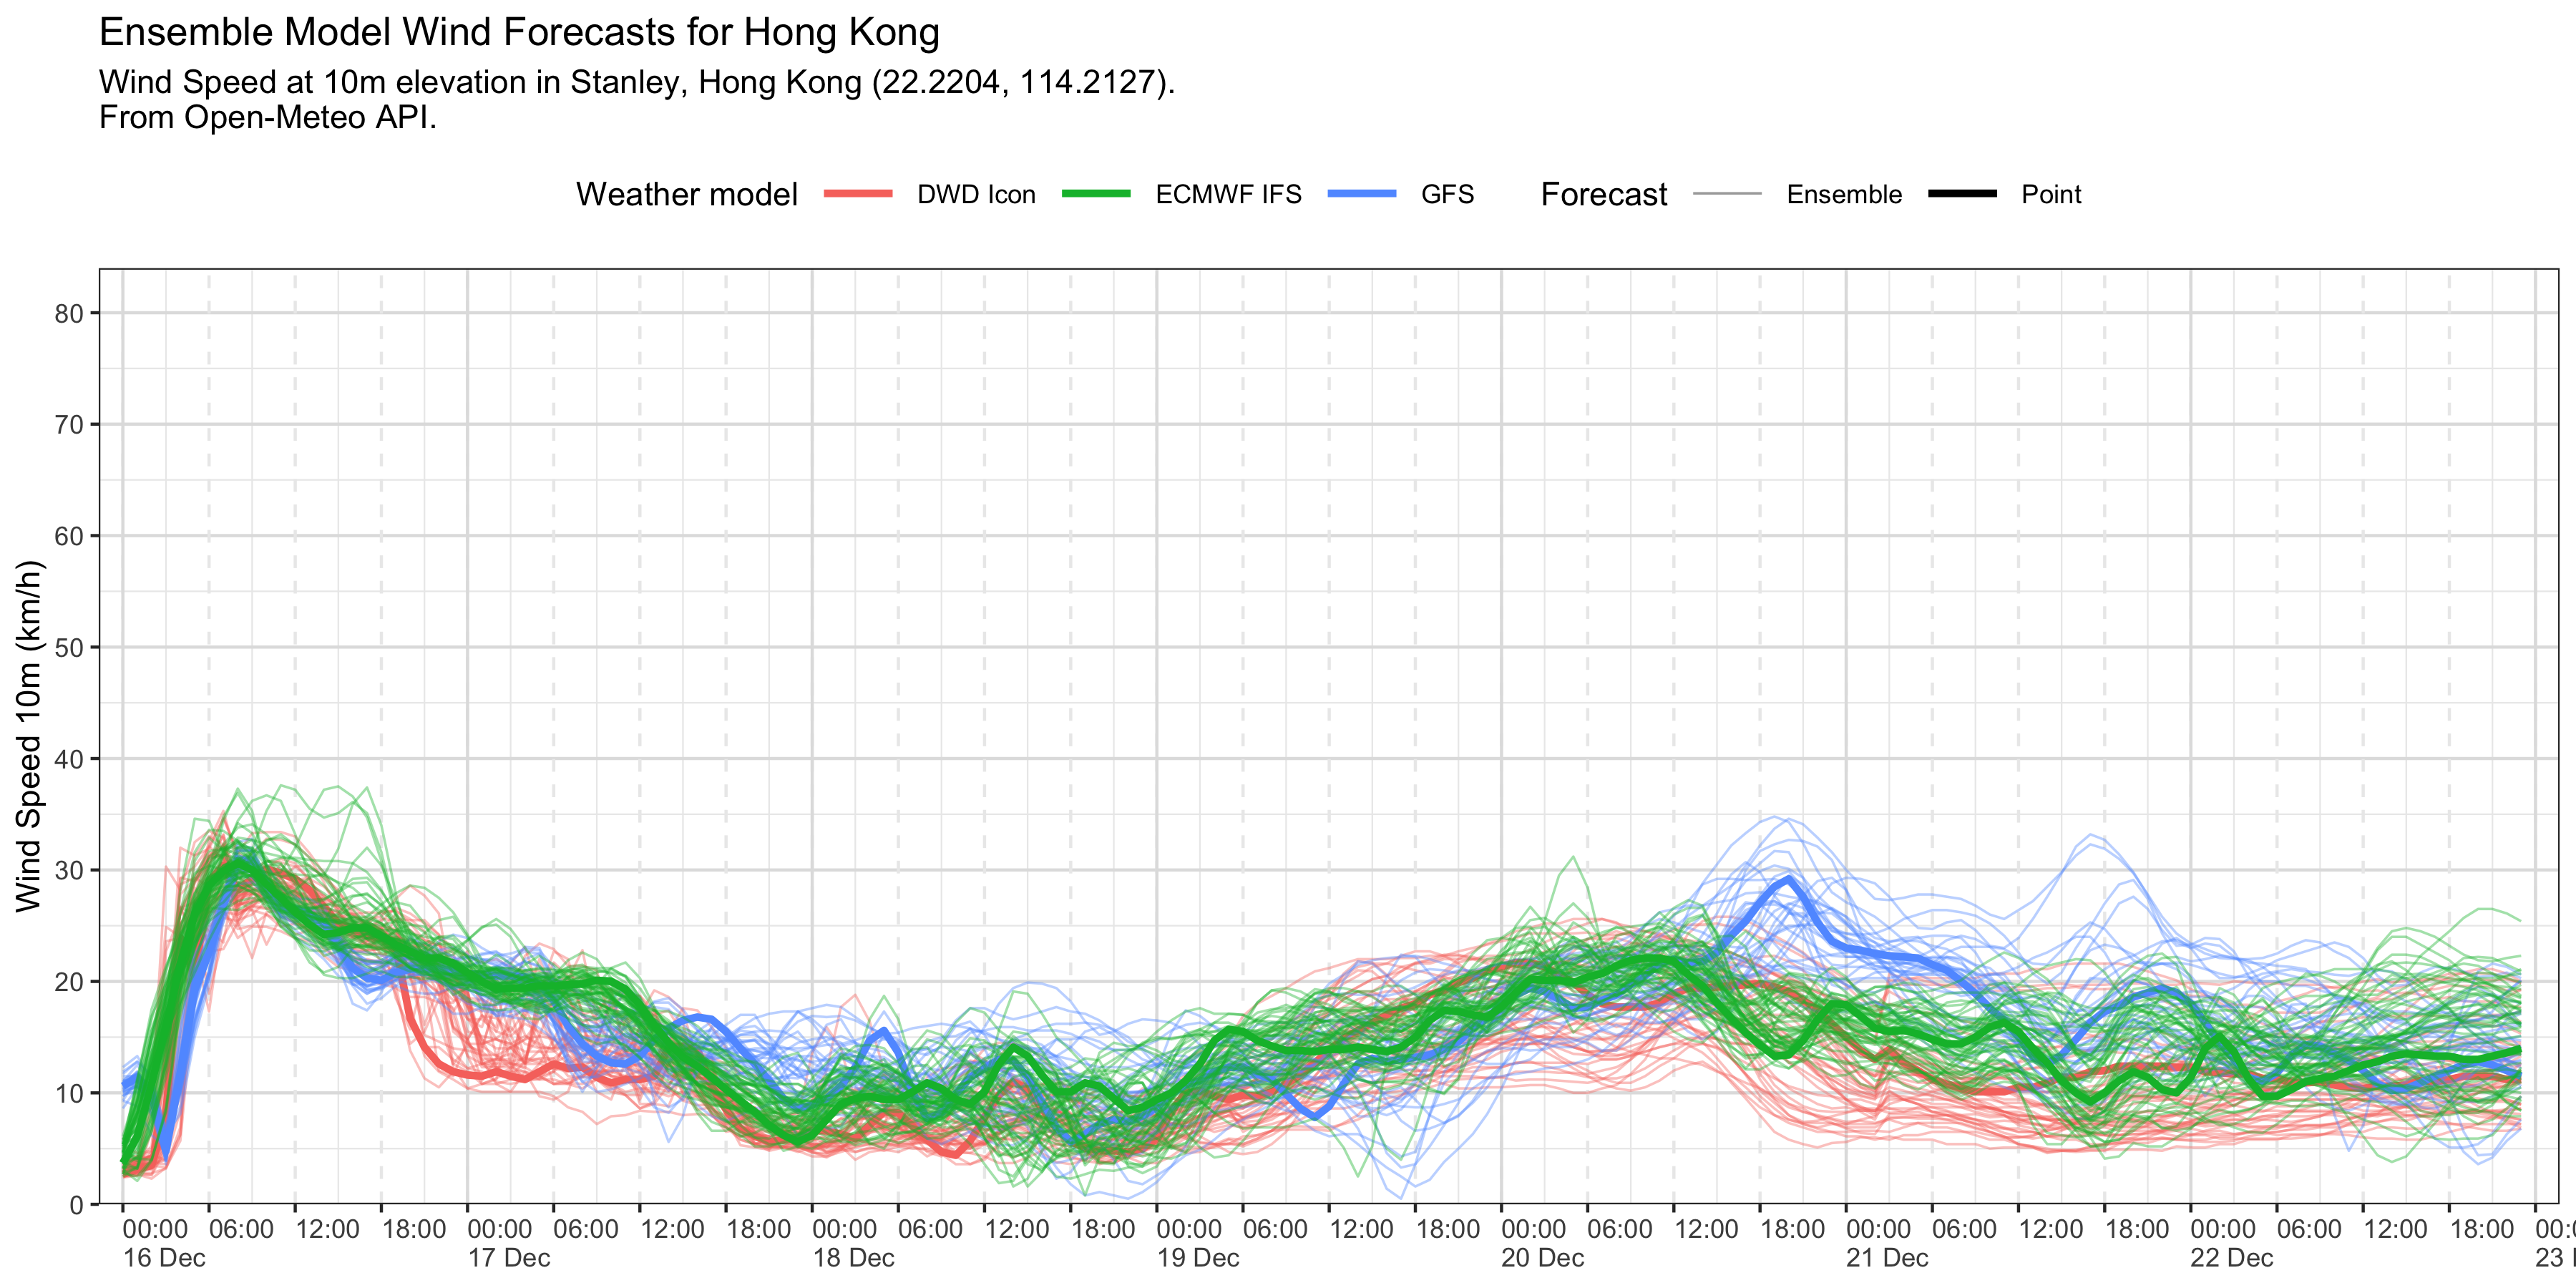 Ensemble Model Wind Forecasts for Hong Kong
Wind Speed at 10m elevation in Stanley, Hong Kong (22.2204, 114.2127).
From Open-Meteo API.
Weather model DWD Icon ECMWF IFS GFS Forecast Ensemble Point
Wind Speed 10m (km/h)
80
70
60
50
40
30
20
10
0
00:00 06:00 12:00 18:00 00:00 06:00 12:00 18:00 00:00 06:00 12:00 18:00 00:00 06:00 12:00 18:00 00:00 06:00 12:00 18:00 00:00 06:00 12:00 18:00 00:00 06:00 12:00 18:00
16 Dec 17 Dec 18 Dec 19 Dec 20 Dec 21 Dec 22 Dec 23